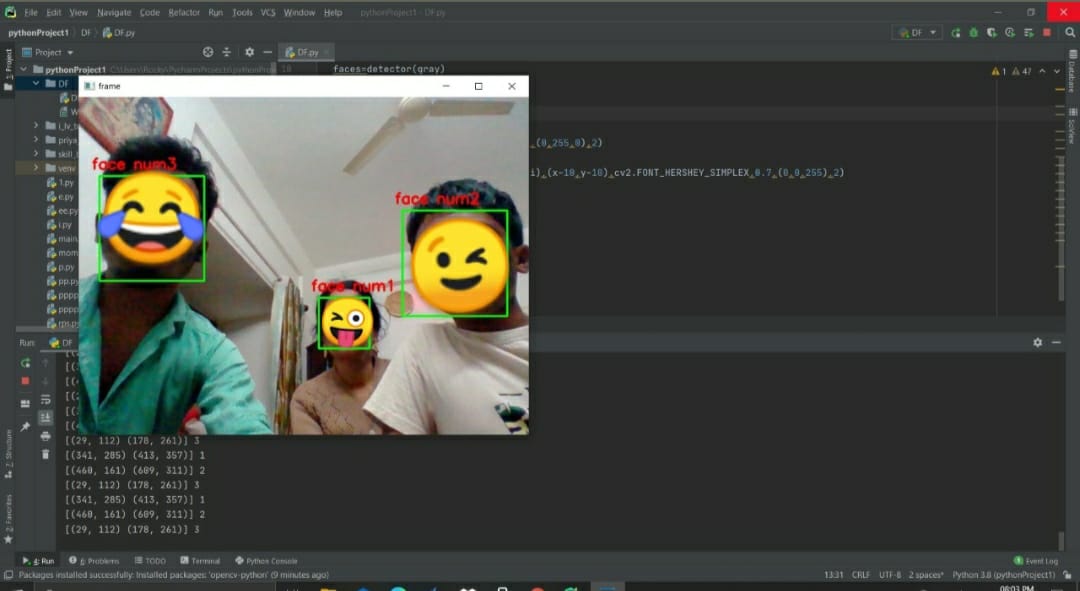 File Edit View Navigate Code Refactor Run Tools VCS Window Help pythonProject1 - DF.py
pythonProject1 DF DF.py DF
Project DF.py
1: Project
pythonProject1
18 faces=detector(gray)
1 47
DF
frame
Database
SciView
i_lv_t
,(0,255,0),2)
priya
skill_
face num3
venv
i),(x-10,y-10),cv2.FONT_HERSHEY_SIMPLEX,0.7,(0,0,255),2)
1.py
e.py
face num2
ee.py
i.py
main.
mom
p.py
pp.py
face num1
pppp
pppp
rps.py
Run: DF
[(29, 112) (178, 261)] 3
[(341, 285) (413, 357)] 1
[(460, 161) (609, 311)] 2
[(29, 112) (178, 261)] 3
[(341, 285) (413, 357)] 1
[(460, 161) (609, 311)] 2
[(29, 112) (178, 261)] 3
7: Structure
2: Favorites
4: Run 6: Problems TODO Terminal Python Console Event Log
Packages installed successfully: Installed packages: 'opencv-python' (9 minutes ago) 13:31 CRLF UTF-8 2 spaces* Python 3.8 (pythonProject1)
06:03 PM